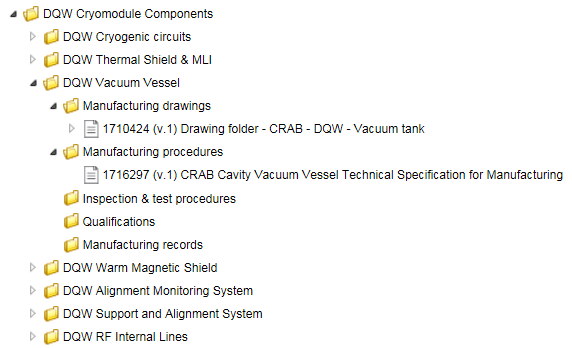 DQW Cryomodule Components
DQW Cryogenic circuits
DQW Thermal Shield & MLI
DQW Vacuum Vessel
Manufacturing drawings
1710424 (v.1) Drawing folder - CRAB - DQW - Vacuum tank
Manufacturing procedures
1716297 (v.1) CRAB Cavity Vacuum Vessel Technical Specification for Manufacturing
Inspection & test procedures
Qualifications
Manufacturing records
DQW Warm Magnetic Shield
DQW Alignment Monitoring System
DQW Support and Alignment System
DQW RF Internal Lines